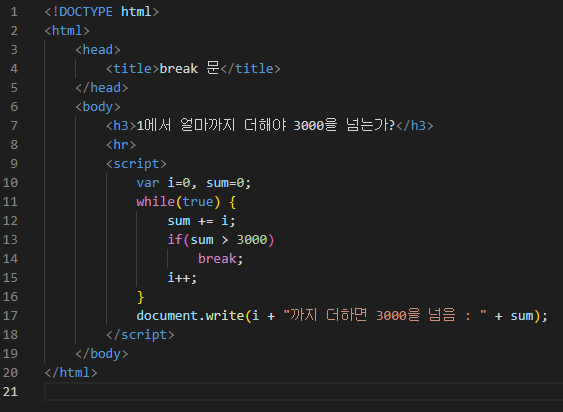 1 <!DOCTYPE html>
2 <html>
3 <head>
4 <title>break 문</title>
5 </head>
6 <body>
7 <h3>1에서 얼마까지 더해야 3000을 넘는가?</h3>
8 <hr>
9 <script>
10 var i=0, sum=0;
11 while(true) {
12 sum += i;
13 if(sum > 3000)
14 break;
15 i++;
16 }
17 document.write(i + "까지 더하면 3000을 넘음 : " + sum);
18 </script>
19 </body>
20 </html>
21